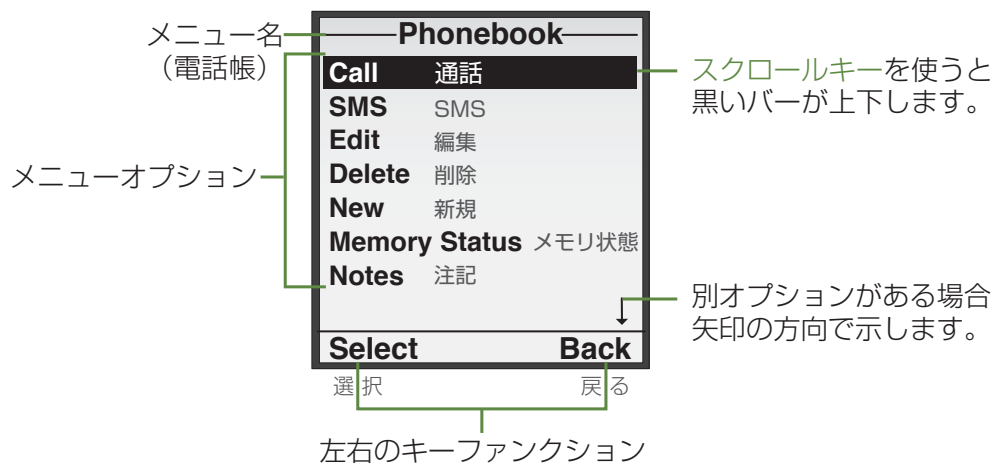 メニュー名
(電話帳)
Phonebook
Call 通話
SMS SMS
Edit 編集
Delete 削除
New 新規
Memory Status メモリ状態
Notes 注記
Select Back
選択 戻る
メニューオプション
スクロールキーを使うと
黒いバーが上下します。
別オプションがある場合
矢印の方向で示します。
左右のキーファンクション